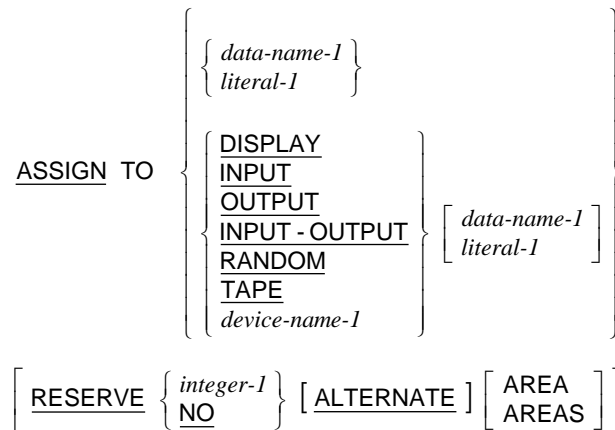 data-name-1
literal-1
ASSIGN TO
DISPLAY
INPUT
OUTPUT
INPUT - OUTPUT
RANDOM
TAPE
device-name-1
data-name-1
literal-1
RESERVE { integer-1 NO } [ ALTERNATE ] [ AREA AREAS ]